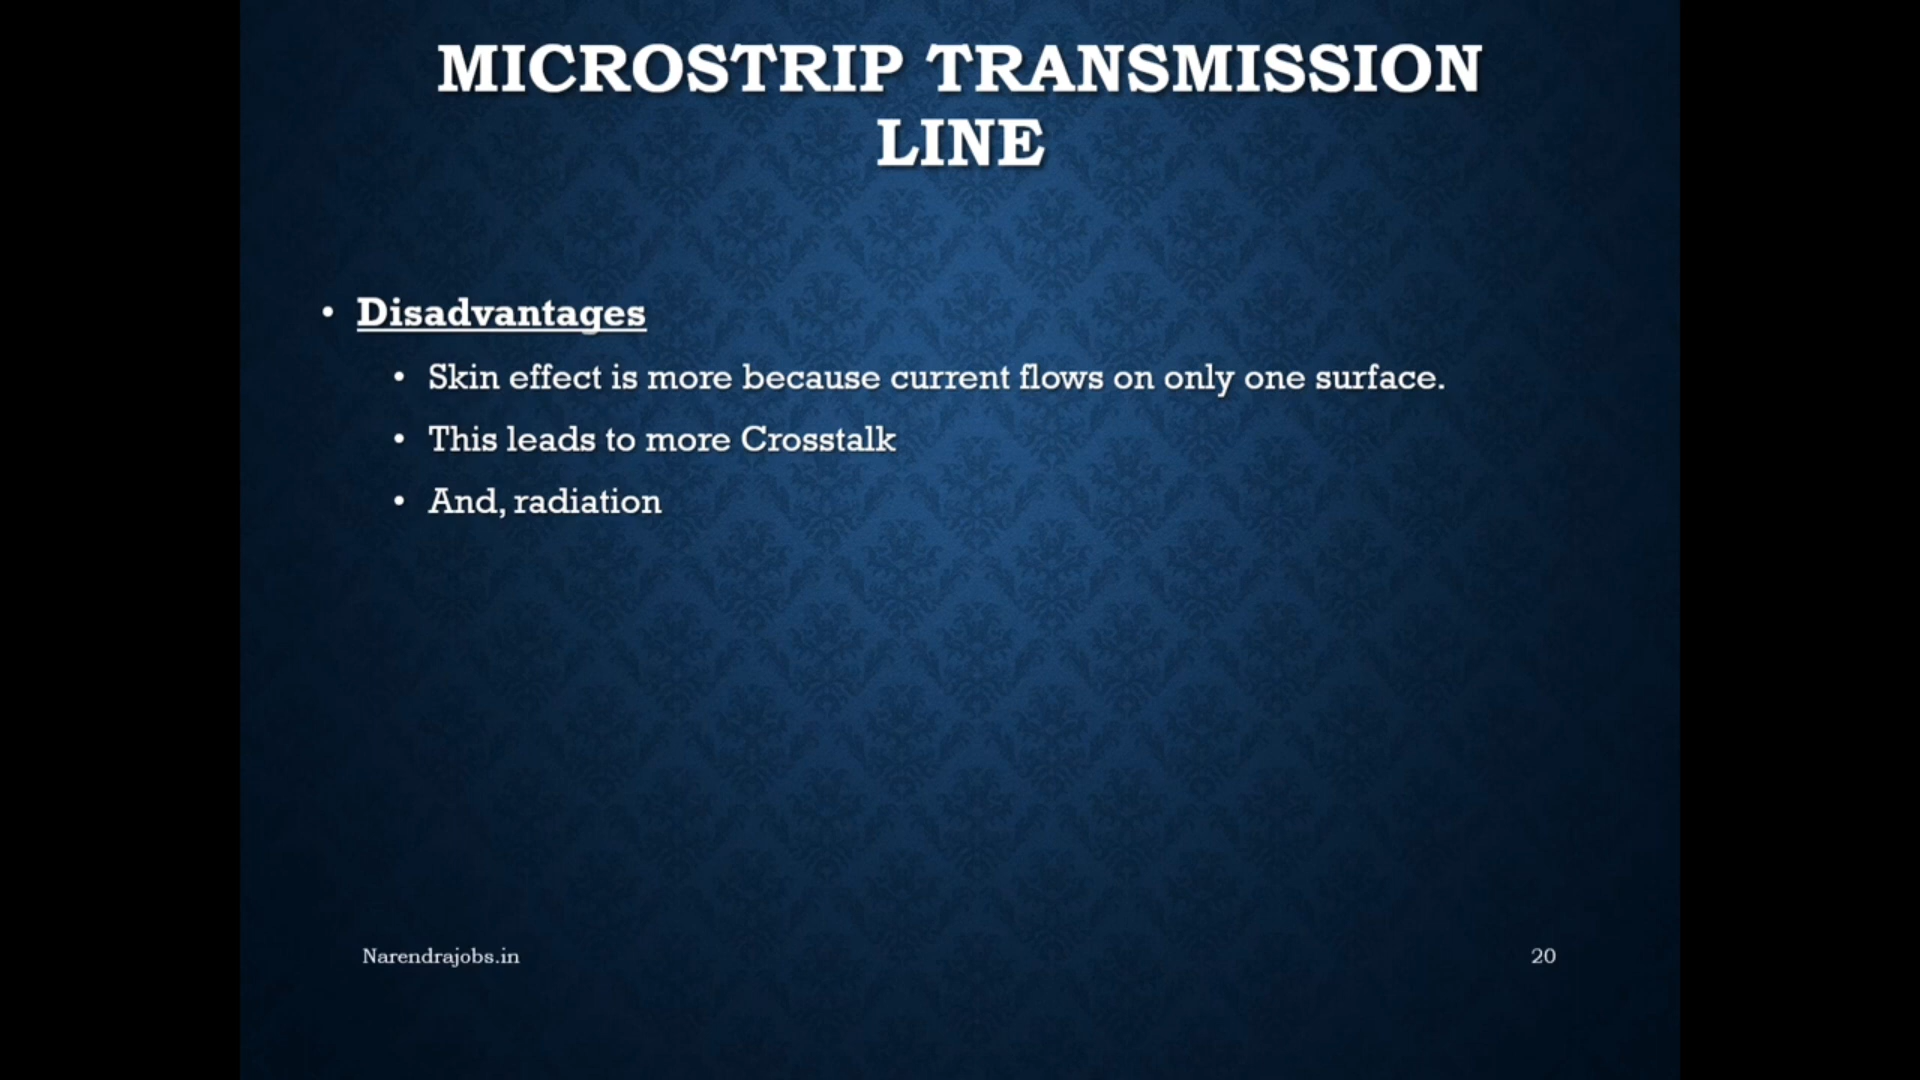 MICROSTRIP TRANSMISSION
LINE
• Disadvantages
• Skin effect is more because current flows on only one surface.
• This leads to more Crosstalk
• And, radiation
Narendrajobs.in
20